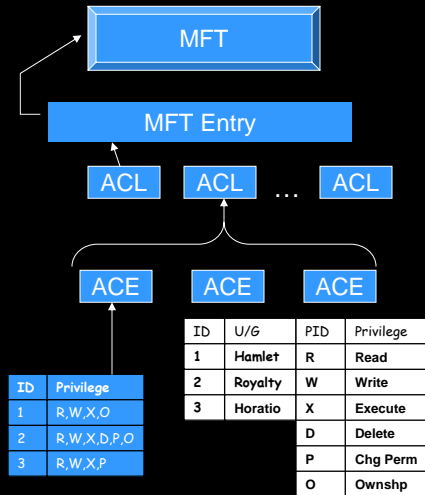 MFT
MFT Entry
ACL ACL ... ACL
ACE ACE ACE
ID Privilege
1 R,W,X,O
2 R,W,X,D,P,O
3 R,W,X,P
ID U/G PID Privilege
1 Hamlet R Read
2 Royalty W Write
3 Horatio X Execute
D Delete
P Chg Perm
O Ownshp